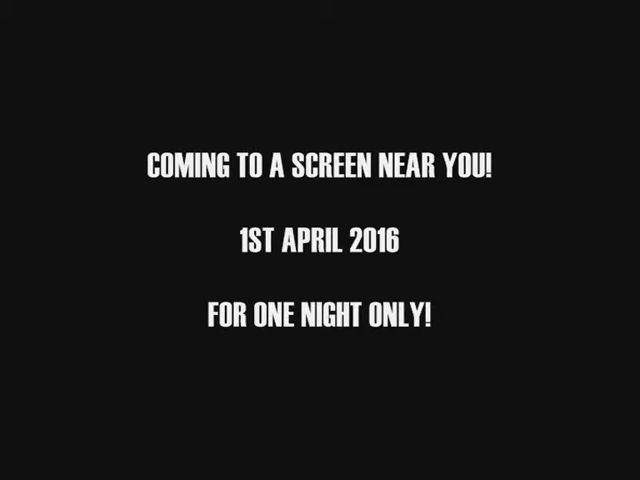 COMING TO A SCREEN NEAR YOU!
1ST APRIL 2016
FOR ONE NIGHT ONLY!